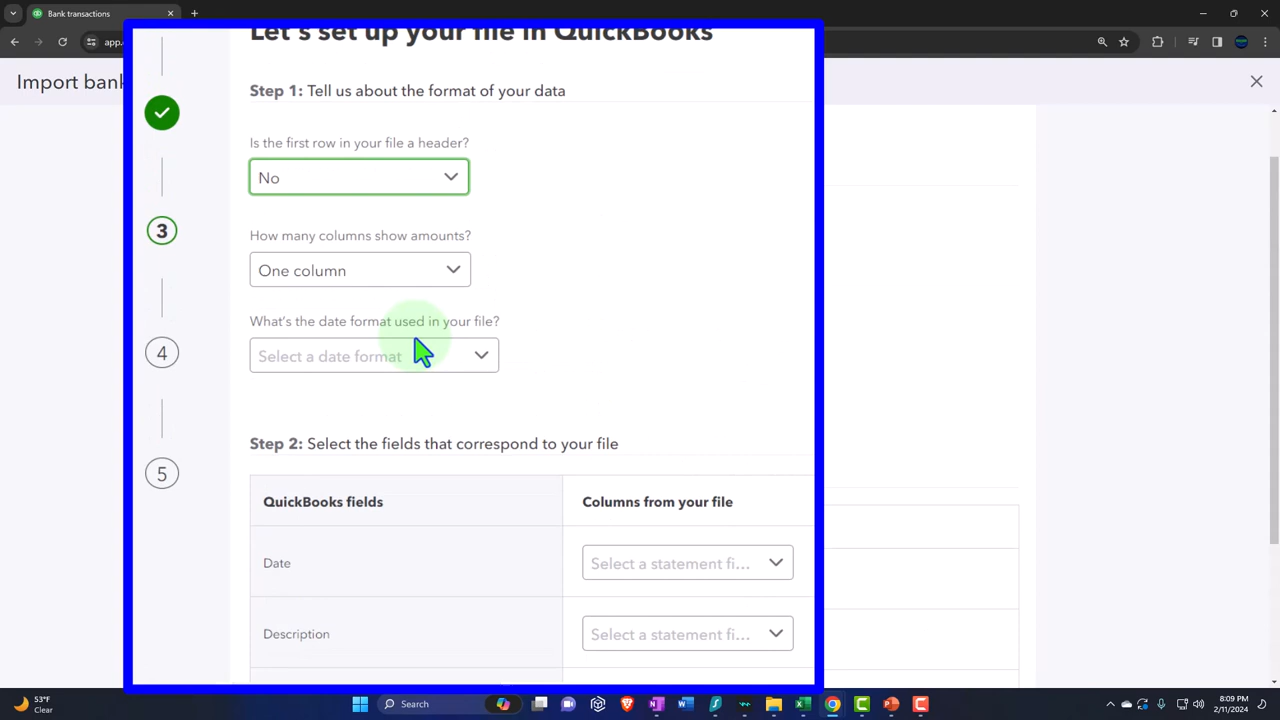 Bank transactions
app.
Import bank
Let's set up your file in QuickBooks
Step 1: Tell us about the format of your data
Is the first row in your file a header?
No
How many columns show amounts?
3
One column
What's the date format used in your file?
4
Select a date format
Step 2: Select the fields that correspond to your file
5
QuickBooks fields
Columns from your file
Date
Select a statement fi...
Description
Select a statement fi...
53°F
Clear
Search
8:09 PM
2/11/2024